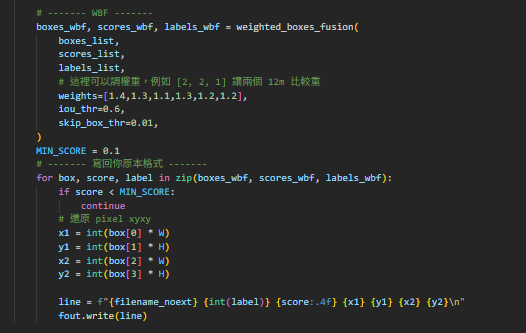 # ------- WBF -------
boxes_wbf, scores_wbf, labels_wbf = weighted_boxes_fusion(
    boxes_list,
    scores_list,
    labels_list,
    # 這裡可以調權重，例如 [2, 2, 1] 讓兩個 12m 比較重
    weights=[1.4,1.3,1.1,1.3,1.2,1.2],
    iou_thr=0.6,
    skip_box_thr=0.01,
)
MIN_SCORE = 0.1
# ------- 寫回你原本格式 -------
for box, score, label in zip(boxes_wbf, scores_wbf, labels_wbf):
    if score < MIN_SCORE:
        continue
    # 還原 pixel xyxy
    x1 = int(box[0] * W)
    y1 = int(box[1] * H)
    x2 = int(box[2] * W)
    y2 = int(box[3] * H)
    line = f"{filename_noext} {int(label)} {score:.4f} {x1} {y1} {x2} {y2}\n"
    fout.write(line)